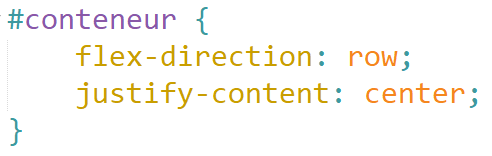 #conteneur {
    flex-direction: row;
    justify-content: center;
}